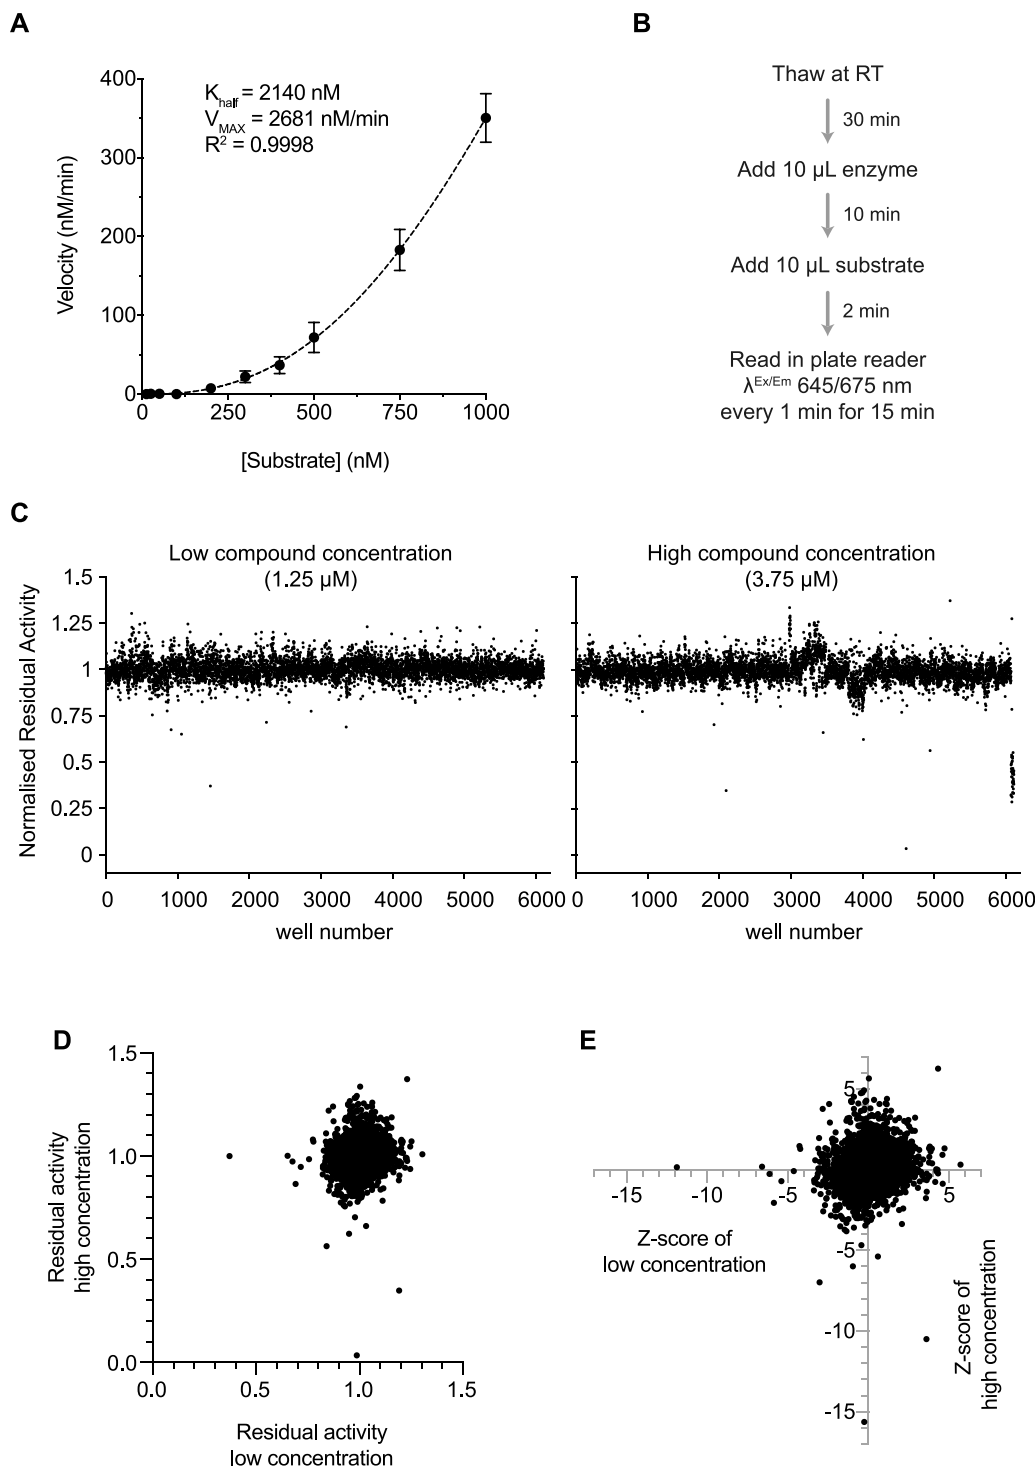 A
K half = 2140 nM
V MAX = 2681 nM/min
R² = 0.9998
Velocity (nM/min)
400
300
200
100
0
0 250 500 750 1000
[Substrate] (nM)
B
Thaw at RT
30 min
Add 10 µL enzyme
10 min
Add 10 µL substrate
2 min
Read in plate reader
λEx/Em 645/675 nm
every 1 min for 15 min
C
Low compound concentration
(1.25 µM)
Normalised Residual Activity
1.5
1.25
1
0.75
0.5
0.25
0
0 1000 2000 3000 4000 5000 6000
well number
High compound concentration
(3.75 µM)
0 1000 2000 3000 4000 5000 6000
well number
D
Residual activity
high concentration
1.5
1.0
0.5
0.0
0.0 0.5 1.0 1.5
Residual activity
low concentration
E
5
-15 -10 -5 5
-5
-10
-15
Z-score of
low concentration
Z-score of
high concentration